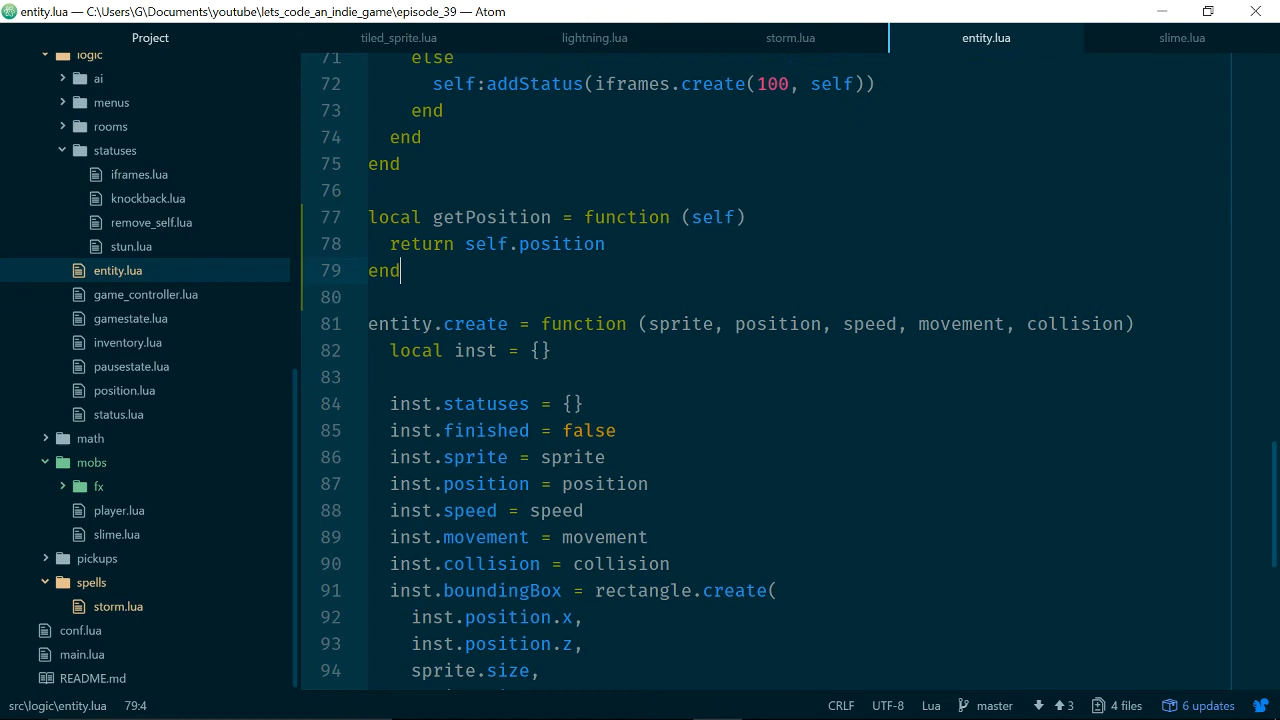 entity.lua — C:\Users\G\Documents\youtube\lets_code_an_indie_game\episode_39 — Atom
Project
tiled_sprite.lua
lightning.lua
storm.lua
entity.lua
slime.lua
logic
ai
menus
rooms
statuses
iframes.lua
knockback.lua
remove_self.lua
stun.lua
entity.lua
game_controller.lua
gamestate.lua
inventory.lua
pausestate.lua
position.lua
status.lua
math
mobs
fx
player.lua
slime.lua
pickups
spells
storm.lua
conf.lua
main.lua
README.md
71 else
72 self:addStatus(iframes.create(100, self))
73 end
74 end
75 end
76
77 local getPosition = function (self)
78 return self.position
79 end
80
81 entity.create = function (sprite, position, speed, movement, collision)
82 local inst = {}
83
84 inst.statuses = {}
85 inst.finished = false
86 inst.sprite = sprite
87 inst.position = position
88 inst.speed = speed
89 inst.movement = movement
90 inst.collision = collision
91 inst.boundingBox = rectangle.create(
92 inst.position.x,
93 inst.position.z,
94 sprite.size,
src\logic\entity.lua 79:4
CRLF UTF-8 Lua master 3 4 files 6 updates